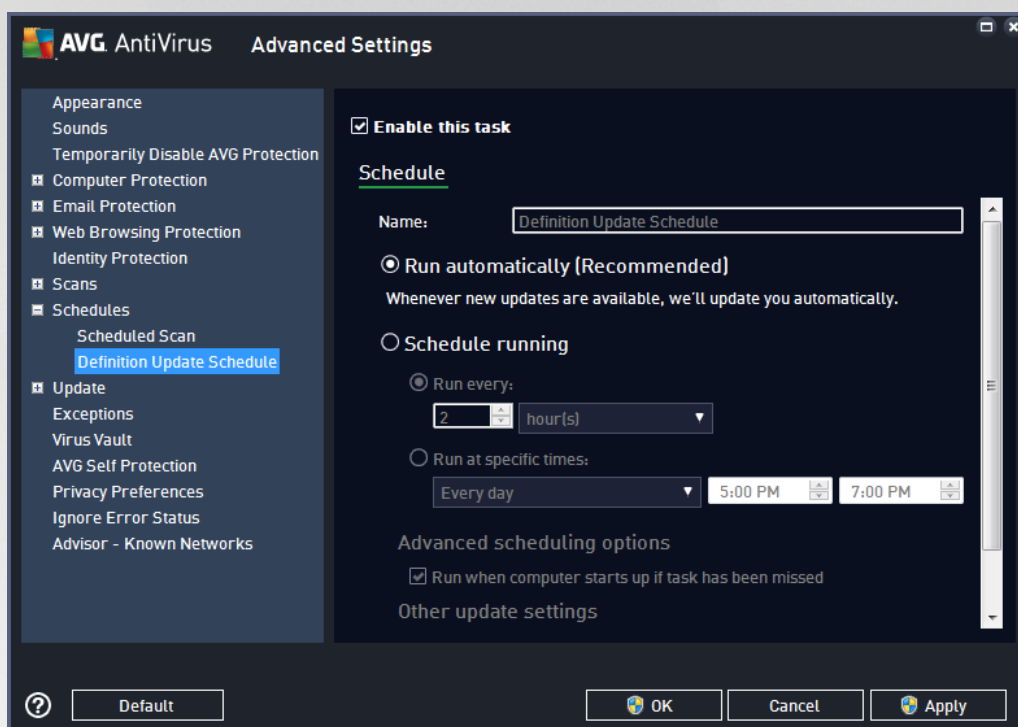 AVG. AntiVirus Advanced Settings
Appearance
Sounds
Temporarily Disable AVG Protection
Computer Protection
Email Protection
Web Browsing Protection
Identity Protection
Scans
Schedules
Scheduled Scan
Definition Update Schedule
Update
Exceptions
Virus Vault
AVG Self Protection
Privacy Preferences
Ignore Error Status
Advisor - Known Networks
Enable this task
Schedule
Name: Definition Update Schedule
Run automatically (Recommended)
Whenever new updates are available, we'll update you automatically.
Schedule running
Run every:
2 hour(s)
Run at specific times:
Every day 5:00 PM 7:00 PM
Advanced scheduling options
Run when computer starts up if task has been missed
Other update settings
? Default OK Cancel Apply